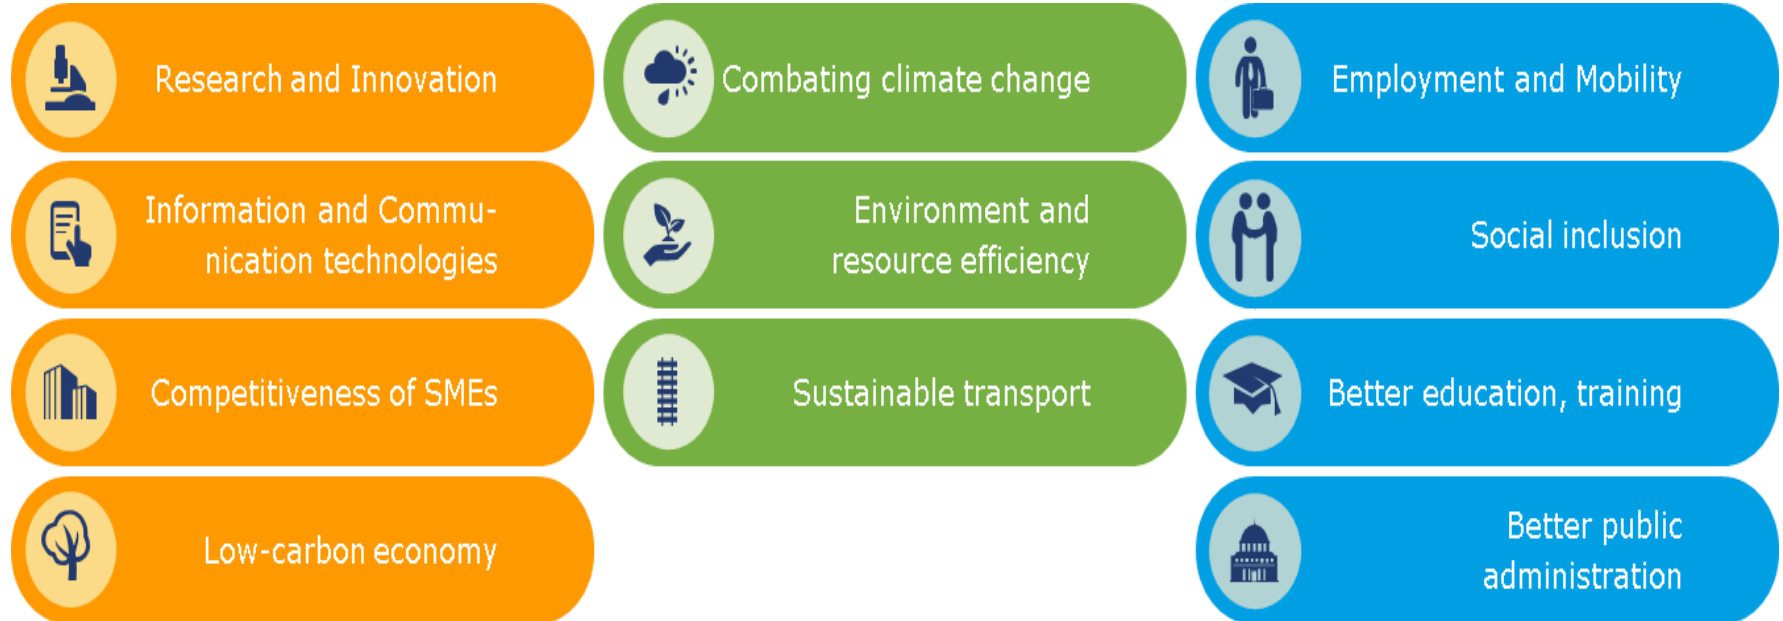 Research and Innovation
Information and Commu-
nication technologies
Competitiveness of SMEs
Low-carbon economy
Combating climate change
Environment and
resource efficiency
Sustainable transport
Employment and Mobility
Social inclusion
Better education, training
Better public
administration